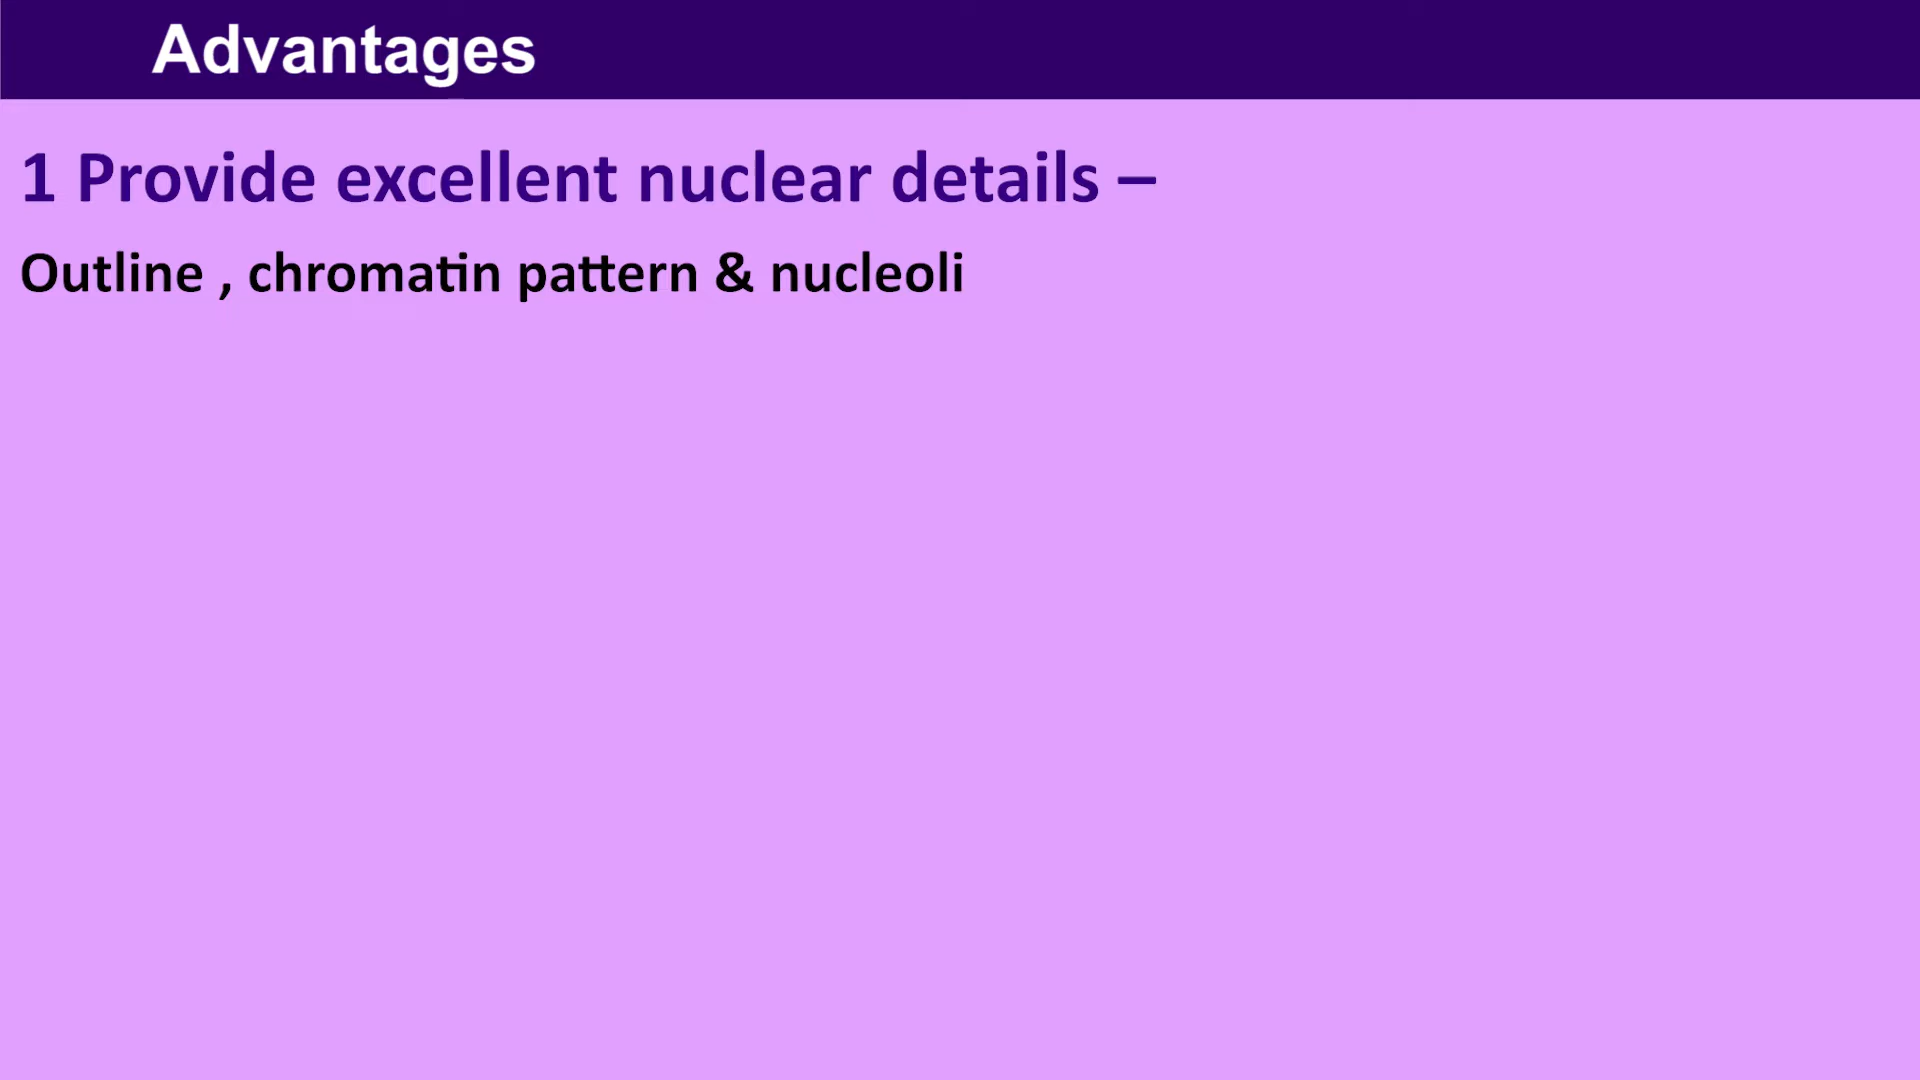 Advantages
1 Provide excellent nuclear details –
Outline , chromatin pattern & nucleoli